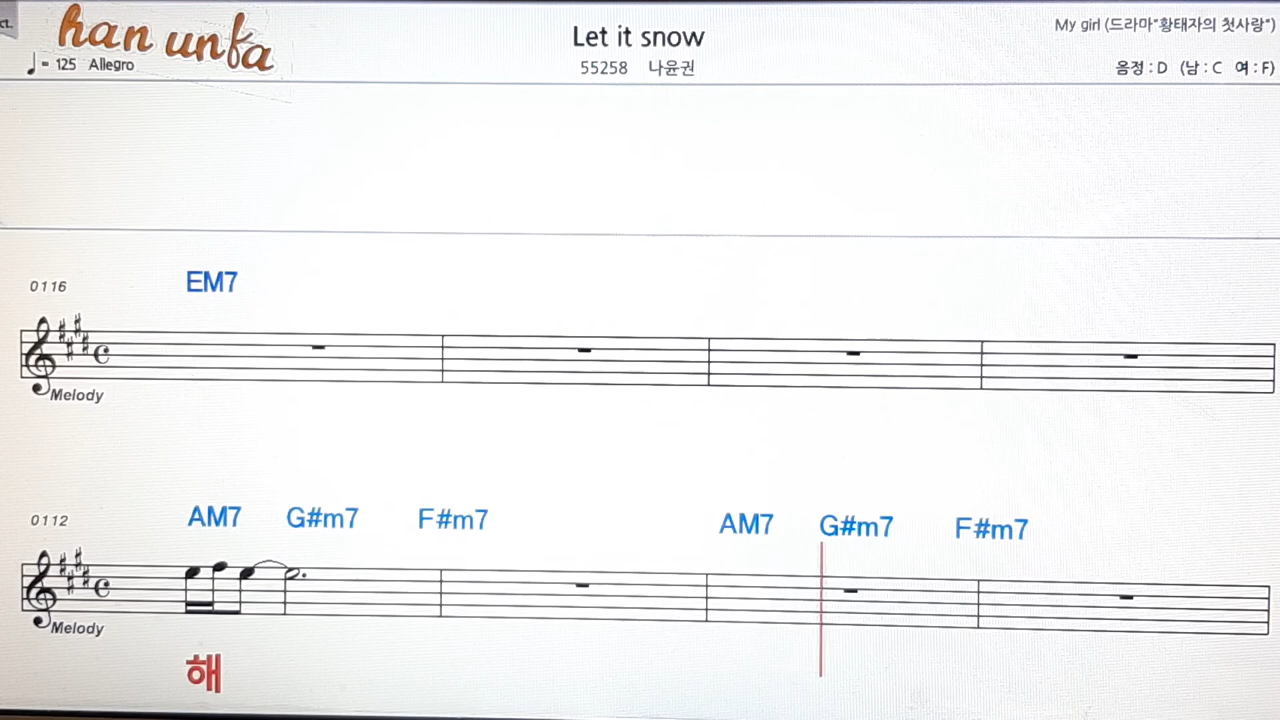 ct.
han unfa
Let it snow
My girl (드라마"황태자의 첫사랑")
♩ = 125 Allegro
55258 나윤권
음정 : D (남 : C 여 : F)
0116
EM7
Melody
0112
AM7 G#m7 F#m7 AM7 G#m7 F#m7
Melody
해